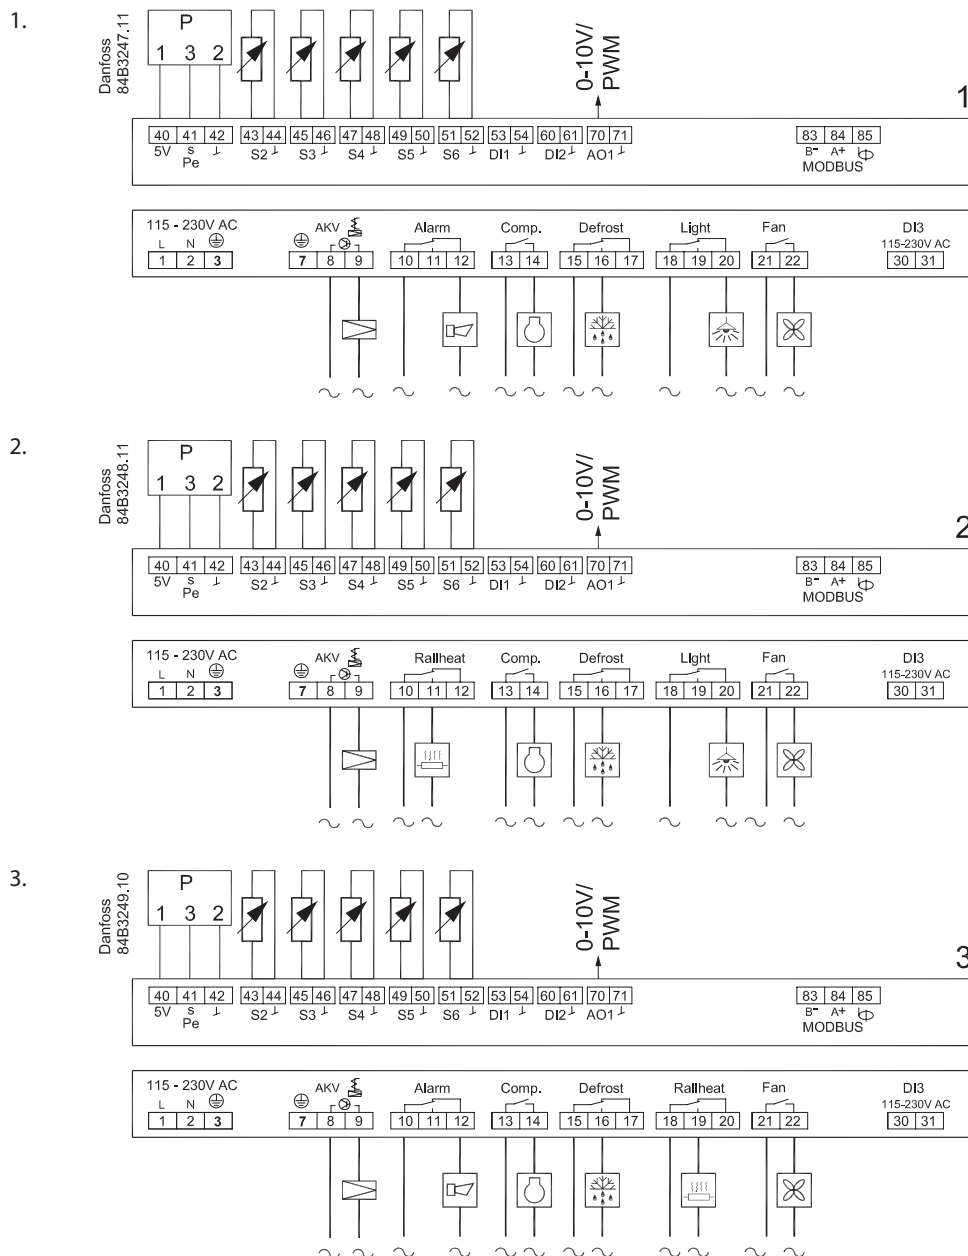 1.
Danfoss
84B3247.11
P
1 3 2
0-10V/
PWM
1
40 41 42 43 44 45 46 47 48 49 50 51 52 53 54 60 61 70 71 83 84 85
5V s S2 S3 S4 S5 S6 DI1 DI2 AO1 B- A+
Pe MODBUS
115 - 230V AC AKV Alarm Comp. Defrost Light Fan DI3
L N 115-230V AC
1 2 3 7 8 9 10 11 12 13 14 15 16 17 18 19 20 21 22 30 31
2.
Danfoss
84B3248.11
P
1 3 2
0-10V/
PWM
2
40 41 42 43 44 45 46 47 48 49 50 51 52 53 54 60 61 70 71 83 84 85
5V s S2 S3 S4 S5 S6 DI1 DI2 AO1 B- A+
Pe MODBUS
115 - 230V AC AKV Railheat Comp. Defrost Light Fan DI3
L N 115-230V AC
1 2 3 7 8 9 10 11 12 13 14 15 16 17 18 19 20 21 22 30 31
3.
Danfoss
84B3249.10
P
1 3 2
0-10V/
PWM
3
40 41 42 43 44 45 46 47 48 49 50 51 52 53 54 60 61 70 71 83 84 85
5V s S2 S3 S4 S5 S6 DI1 DI2 AO1 B- A+
Pe MODBUS
115 - 230V AC AKV Alarm Comp. Defrost Railheat Fan DI3
L N 115-230V AC
1 2 3 7 8 9 10 11 12 13 14 15 16 17 18 19 20 21 22 30 31